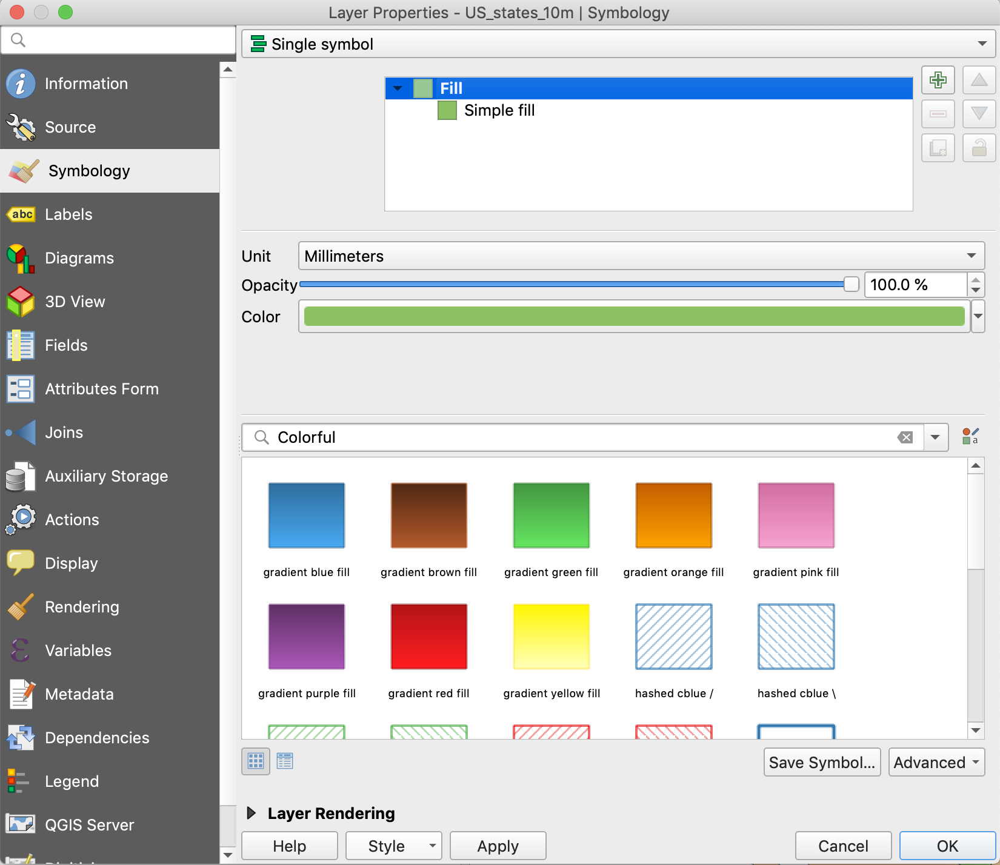 Layer Properties - US_states_10m | Symbology
Information
Source
Symbology
abc Labels
Diagrams
3D View
Fields
Attributes Form
Joins
Auxiliary Storage
Actions
Display
Rendering
Variables
Metadata
Dependencies
Legend
QGIS Server
Single symbol
Fill
Simple fill
Unit Millimeters
Opacity 100.0 %
Color
Colorful
gradient blue fill gradient brown fill gradient green fill gradient orange fill gradient pink fill
gradient purple fill gradient red fill gradient yellow fill hashed cblue / hashed cblue \
Save Symbol... Advanced
Layer Rendering
Help Style Apply Cancel OK